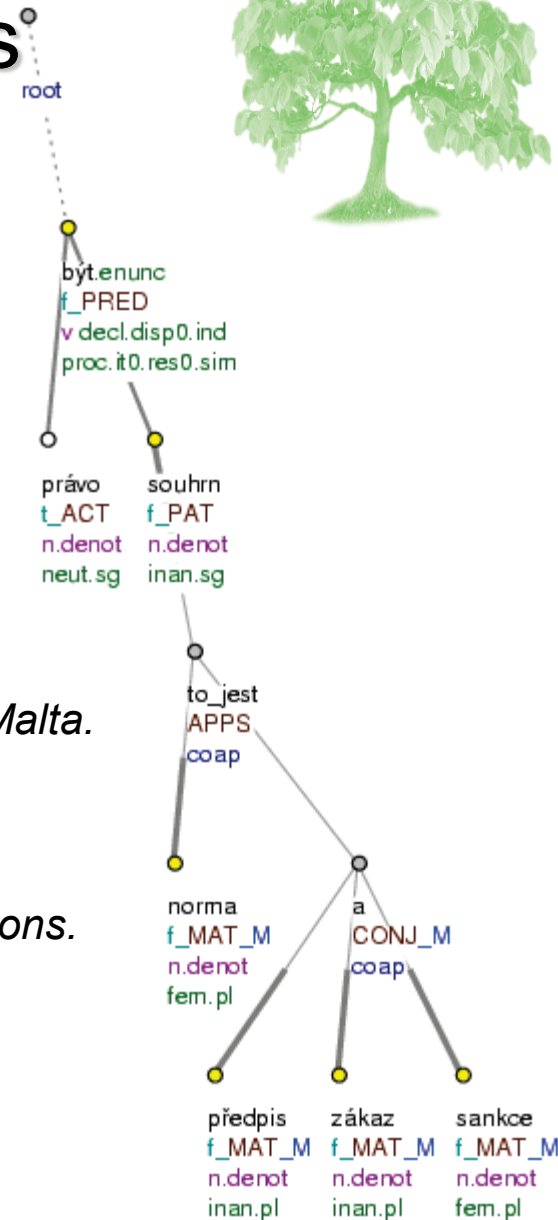 s
root
být.enunc
f_PRED
v decl.disp0.ind
proc.it0.res0.sim
právo
t_ACT
n.denot
neut.sg
souhrn
f_PAT
n.denot
inan.sg
to_jest
APPS
coap
Malta.
norma
f_MAT_M
n.denot
fem.pl
a
CONJ_M
coap
ons.
předpis
f_MAT_M
n.denot
inan.pl
zákaz
f_MAT_M
n.denot
inan.pl
sankce
f_MAT_M
n.denot
fem.pl